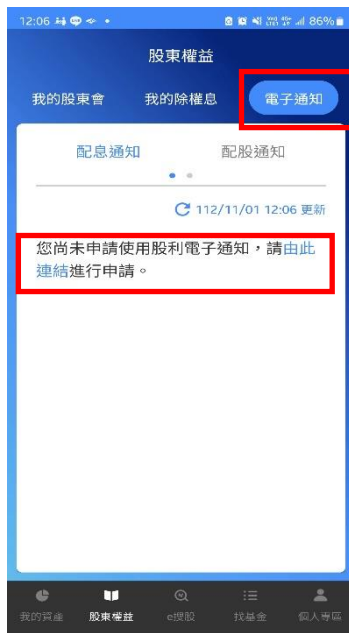 12:06 86%
股東權益
我的股東會 我的除權息 電子通知
配息通知 配股通知
112/11/01 12:06 更新
您尚未申請使用股利電子通知，請由此
連結進行申請。
我的資產 股東權益 e搜股 找基金 個人專區